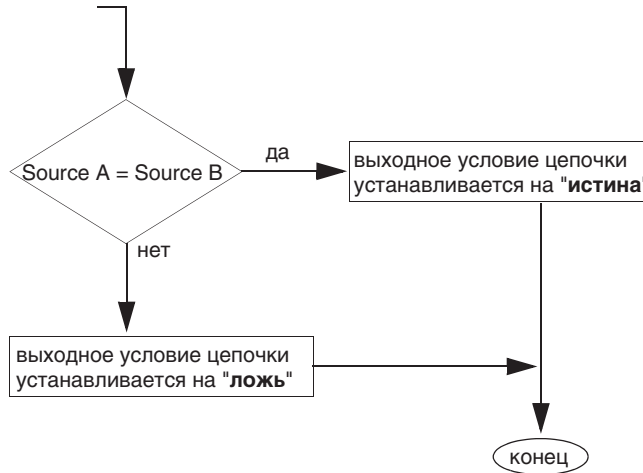 Source A = Source B
да
выходное условие цепочки
устанавливается на "истина"
нет
выходное условие цепочки
устанавливается на "ложь"
конец